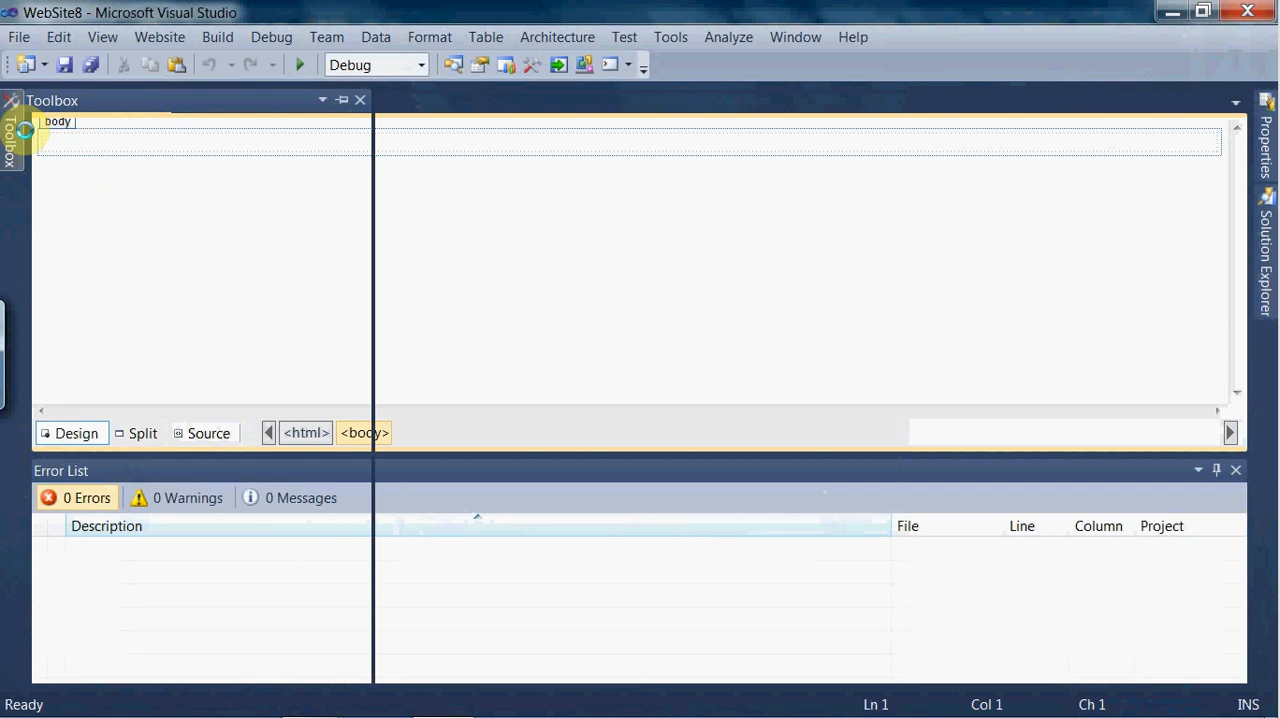 WebSite8 - Microsoft Visual Studio
File Edit View Website Build Debug Team Data Format Table Architecture Test Tools Analyze Window Help
Debug
Toolbox
Toolbox
body
Properties
Solution Explorer
Design Split Source <html> <body>
Error List
0 Errors 0 Warnings 0 Messages
Description File Line Column Project
Ready Ln 1 Col 1 Ch 1 INS